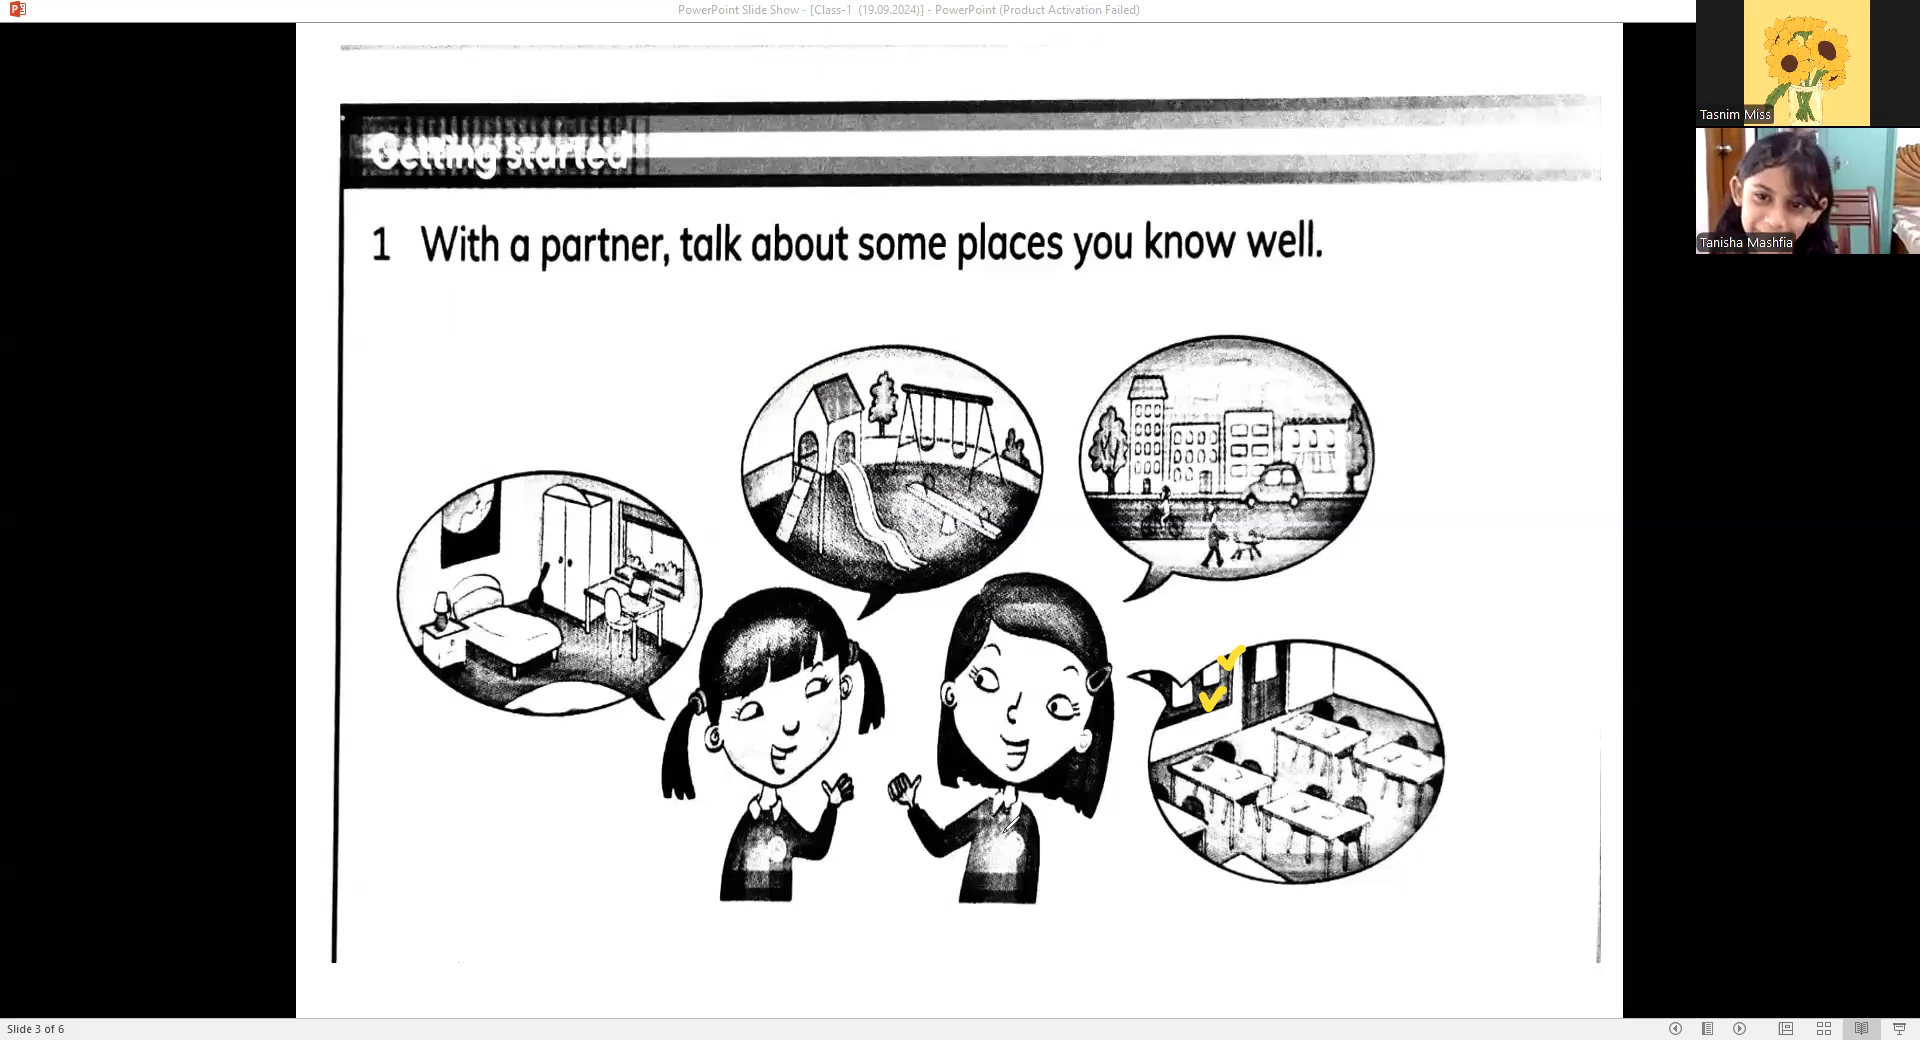 PowerPoint Slide Show - [Class-1 (19.09.2024)] - PowerPoint (Product Activation Failed)
Tasnim Miss
Getting started
1 With a partner, talk about some places you know well.
Tanisha Mashfia
Slide 3 of 6